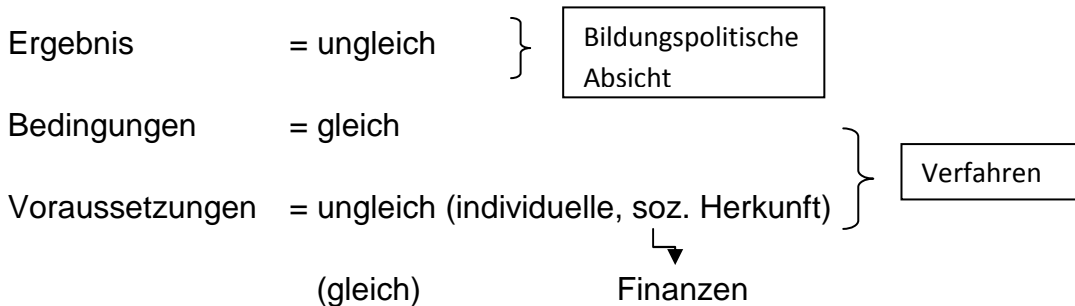 Ergebnis = ungleich } Bildungspolitische
Absicht
Bedingungen = gleich
} Verfahren
Voraussetzungen = ungleich (individuelle, soz. Herkunft)
(gleich) Finanzen